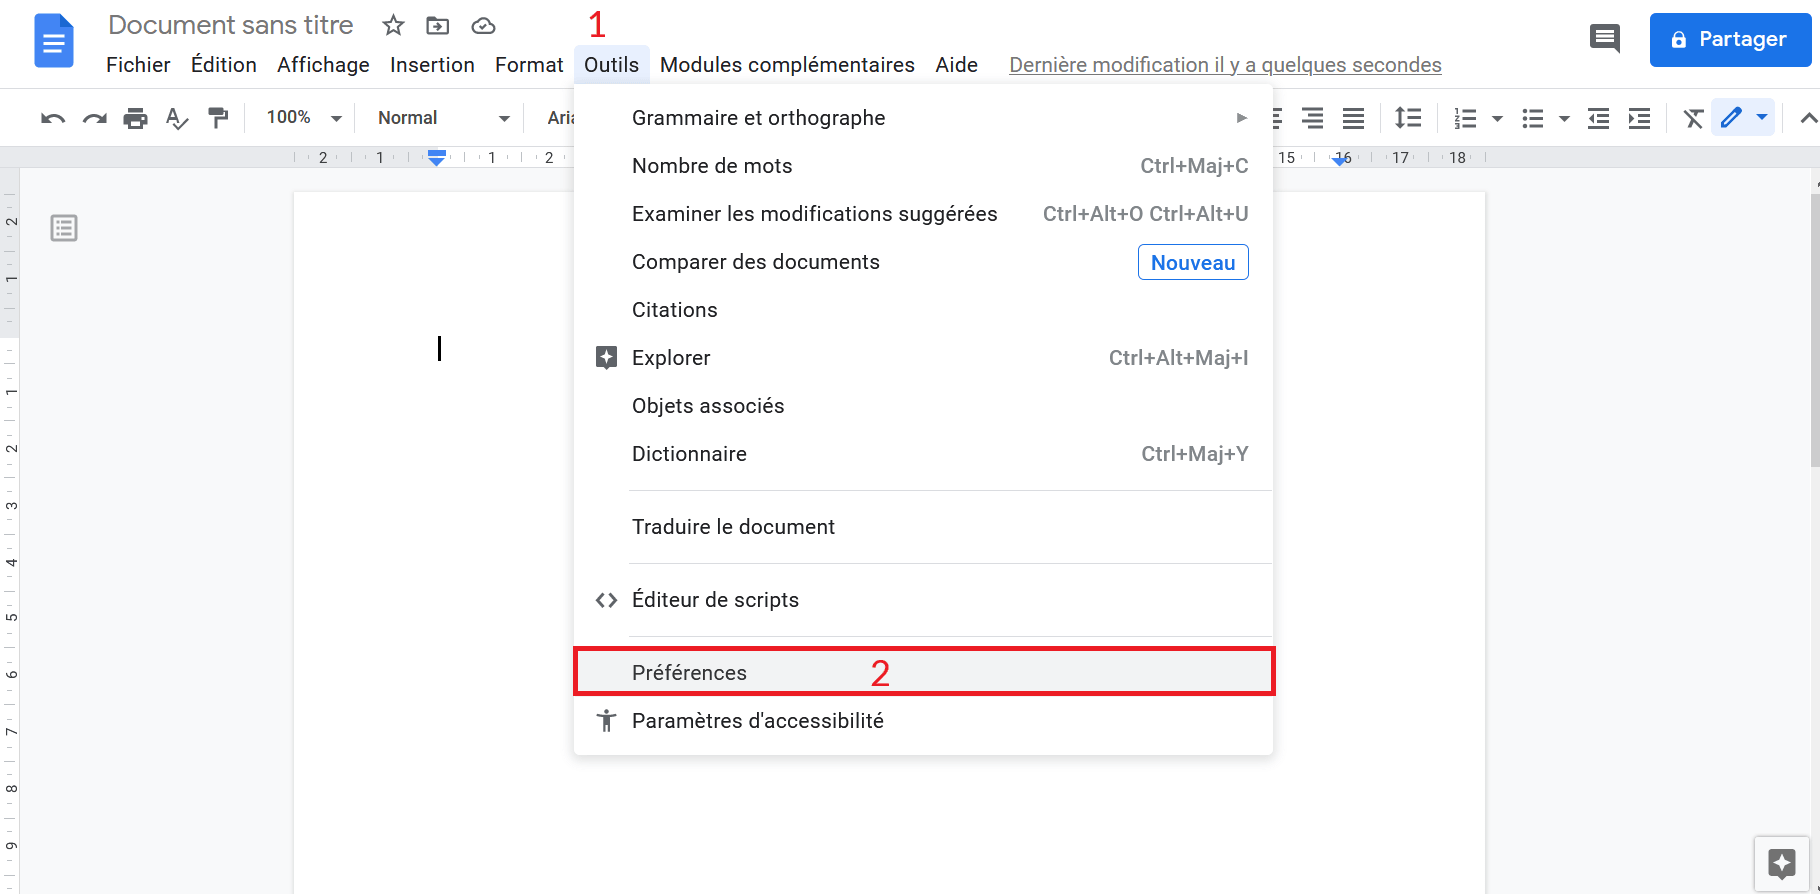 Document sans titre
1
Fichier Édition Affichage Insertion Format Outils Modules complémentaires Aide Dernière modification il y a quelques secondes
Partager
100% Normal Aria
2 1 1 2 15 16 17 18
Grammaire et orthographe
Nombre de mots Ctrl+Maj+C
Examiner les modifications suggérées Ctrl+Alt+O Ctrl+Alt+U
Comparer des documents Nouveau
Citations
Explorer Ctrl+Alt+Maj+I
Objets associés
Dictionnaire Ctrl+Maj+Y
Traduire le document
Éditeur de scripts
Préférences 2
Paramètres d'accessibilité
2
1
1
2
3
4
5
6
7
8
9